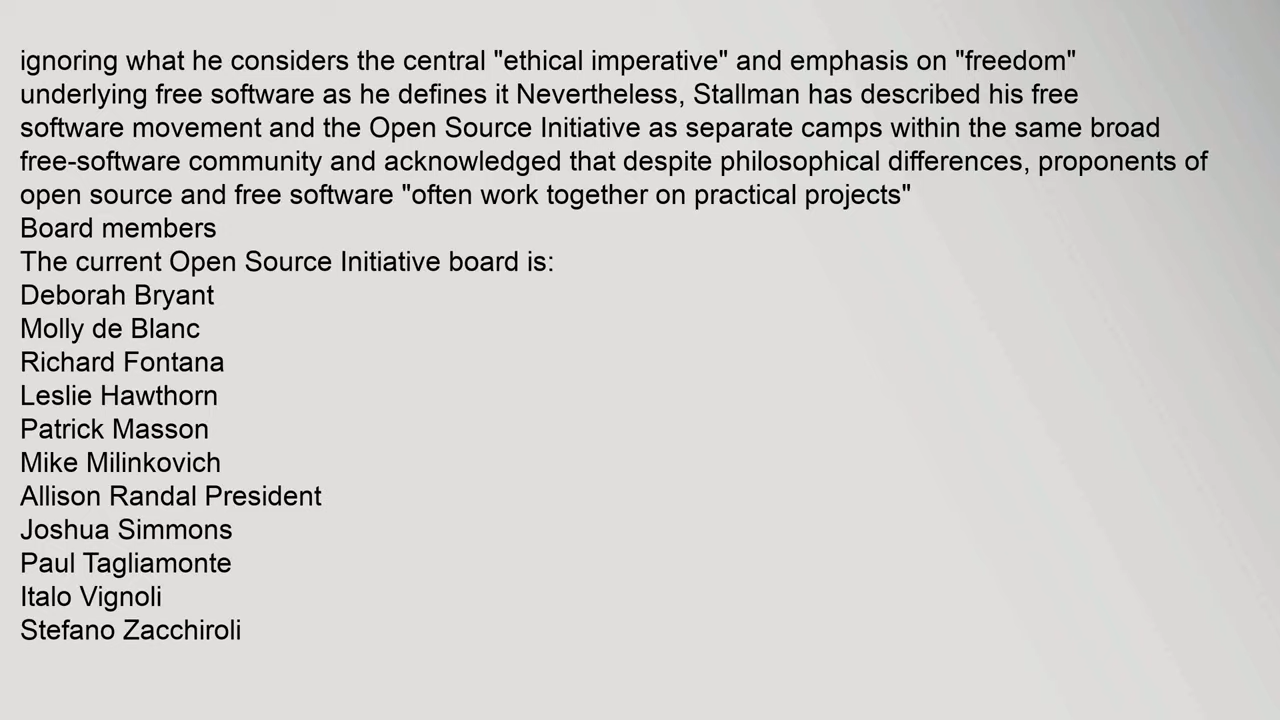 ignoring what he considers the central "ethical imperative" and emphasis on "freedom"
underlying free software as he defines it Nevertheless, Stallman has described his free
software movement and the Open Source Initiative as separate camps within the same broad
free-software community and acknowledged that despite philosophical differences, proponents of
open source and free software "often work together on practical projects"
Board members
The current Open Source Initiative board is:
Deborah Bryant
Molly de Blanc
Richard Fontana
Leslie Hawthorn
Patrick Masson
Mike Milinkovich
Allison Randal President
Joshua Simmons
Paul Tagliamonte
Italo Vignoli
Stefano Zacchiroli